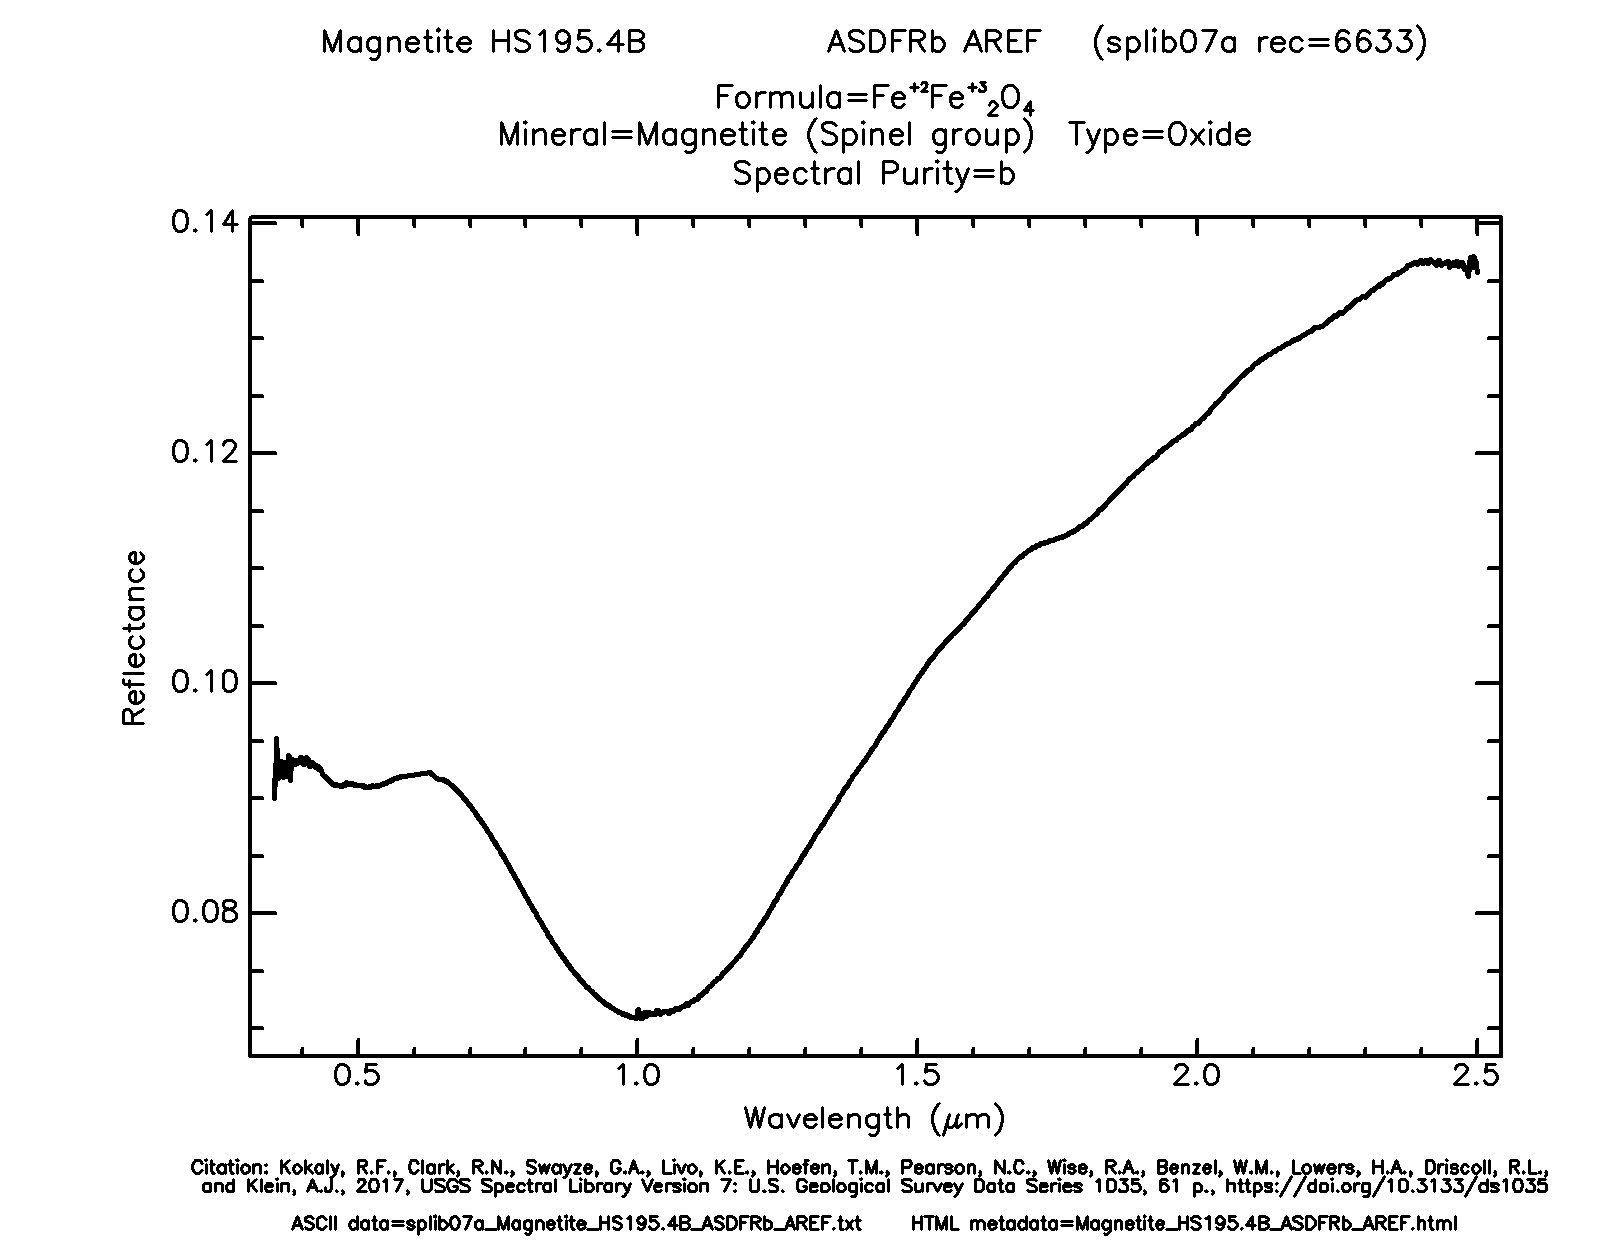 Magnetite HS195.4B ASDFRb AREF (splib07a rec=6633)
Formula=Fe⁺²Fe⁺³₂O₄
Mineral=Magnetite (Spinel group) Type=Oxide
Spectral Purity=b
0.14
0.12
0.10
0.08
Reflectance
0.5 1.0 1.5 2.0 2.5
Wavelength (μm)
Citation: Kokaly, R.F., Clark, R.N., Swayze, G.A., Livo, K.E., Hoefen, T.M., Pearson, N.C., Wise, R.A., Benzel, W.M., Lowers, H.A., Driscoll, R.L.,
and Klein, A.J., 2017, USGS Spectral Library Version 7: U.S. Geological Survey Data Series 1035, 61 p., https://doi.org/10.3133/ds1035
ASCII data=splib07a_Magnetite_HS195.4B_ASDFRb_AREF.txt HTML metadata=Magnetite_HS195.4B_ASDFRb_AREF.html